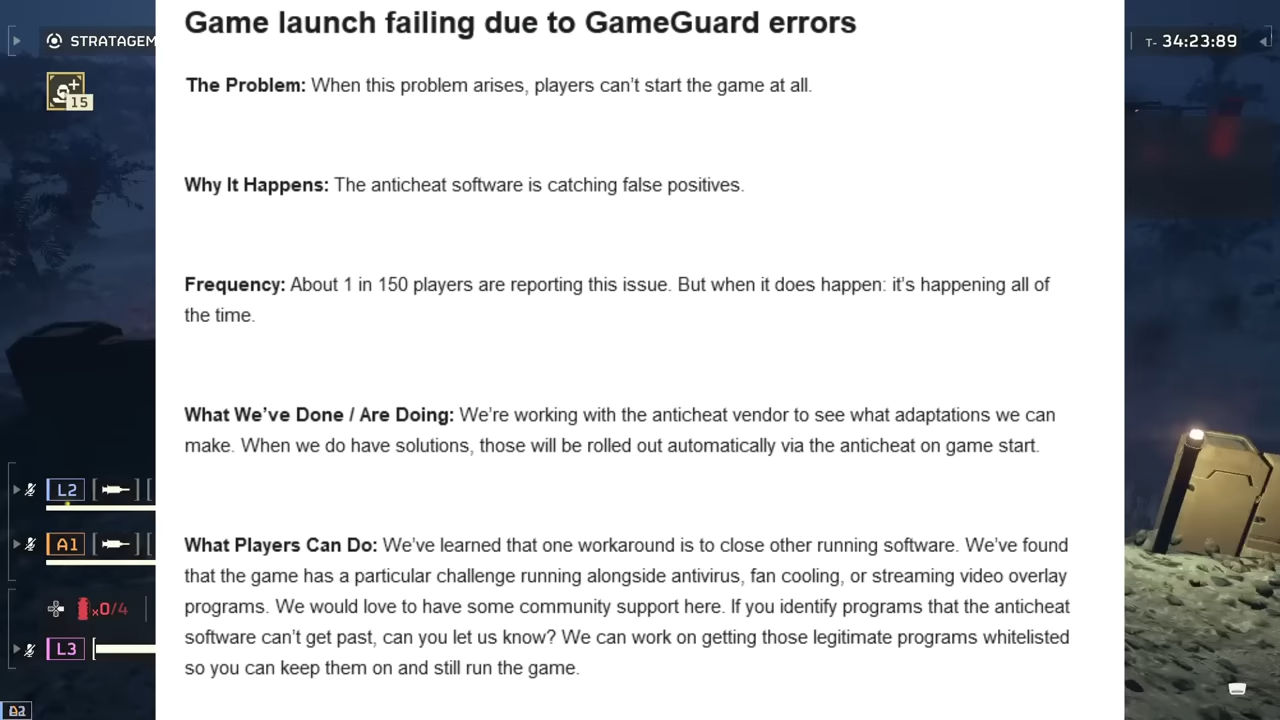 Game launch failing due to GameGuard errors
STRATAGEM
T- 34:23:89
15
The Problem: When this problem arises, players can’t start the game at all.
Why It Happens: The anticheat software is catching false positives.
Frequency: About 1 in 150 players are reporting this issue. But when it does happen: it’s happening all of
the time.
What We’ve Done / Are Doing: We’re working with the anticheat vendor to see what adaptations we can
make. When we do have solutions, those will be rolled out automatically via the anticheat on game start.
L2
A1
What Players Can Do: We’ve learned that one workaround is to close other running software. We’ve found
that the game has a particular challenge running alongside antivirus, fan cooling, or streaming video overlay
programs. We would love to have some community support here. If you identify programs that the anticheat
software can’t get past, can you let us know? We can work on getting those legitimate programs whitelisted
so you can keep them on and still run the game.
x0/4
L3